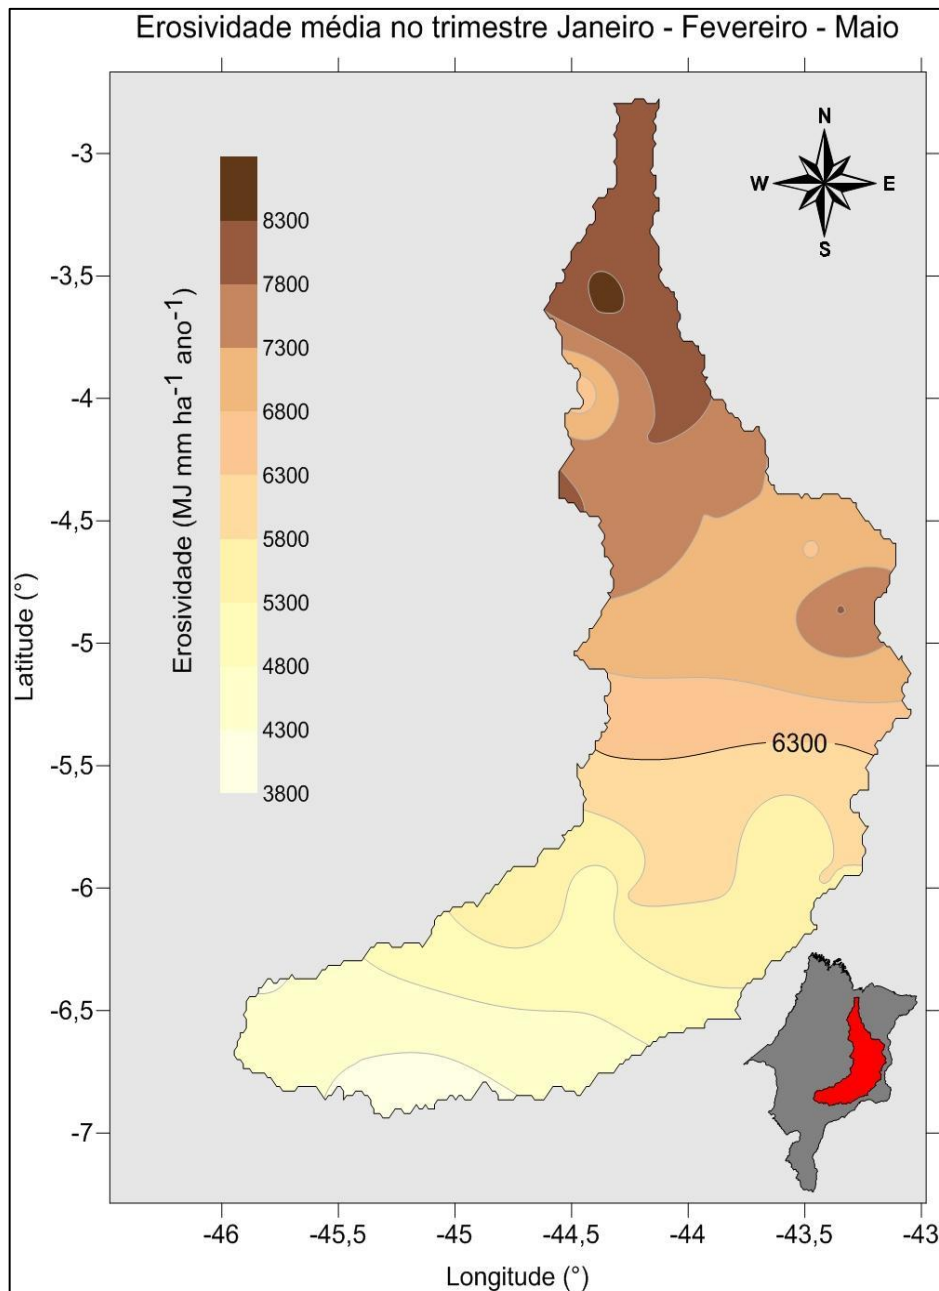 Erosividade média no trimestre Janeiro - Fevereiro - Maio
N
W E
S
Erosividade (MJ mm ha⁻¹ ano⁻¹)
8300
7800
7300
6800
6300
5800
5300
4800
4300
3800
6300
Latitude (°)
-3
-3,5
-4
-4,5
-5
-5,5
-6
-6,5
-7
-46 -45,5 -45 -44,5 -44 -43,5 -43
Longitude (°)